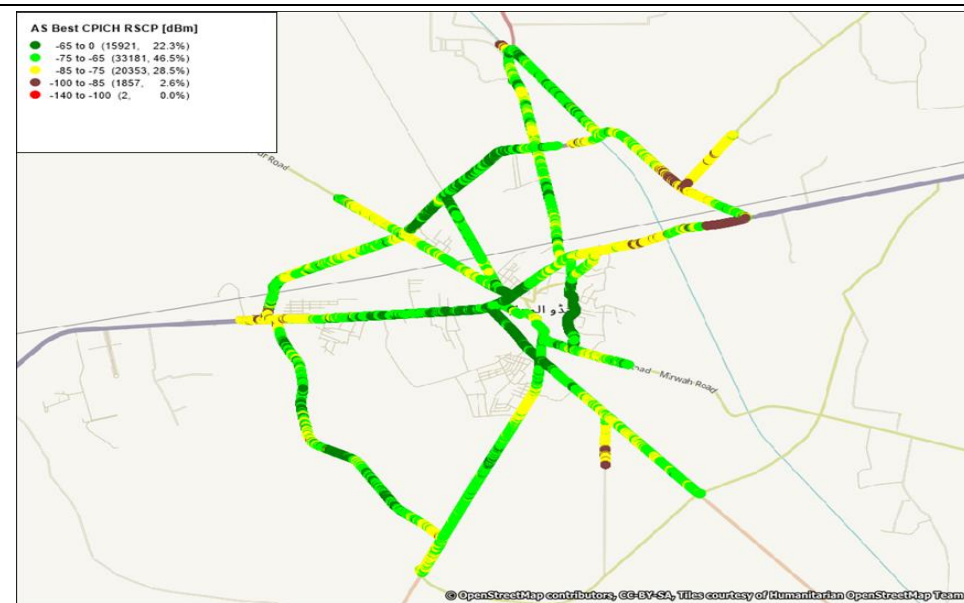 AS Best CPICH RSCP [dBm]
-65 to 0 (15921, 22.3%)
-75 to -65 (33181, 46.5%)
-85 to -75 (20353, 28.5%)
-100 to -85 (1857, 2.6%)
-140 to -100 (2, 0.0%)
Road
Mirwah Road
© OpenStreetMap contributors, CC-BY-SA, Tiles courtesy of Humanitarian OpenStreetMap Team